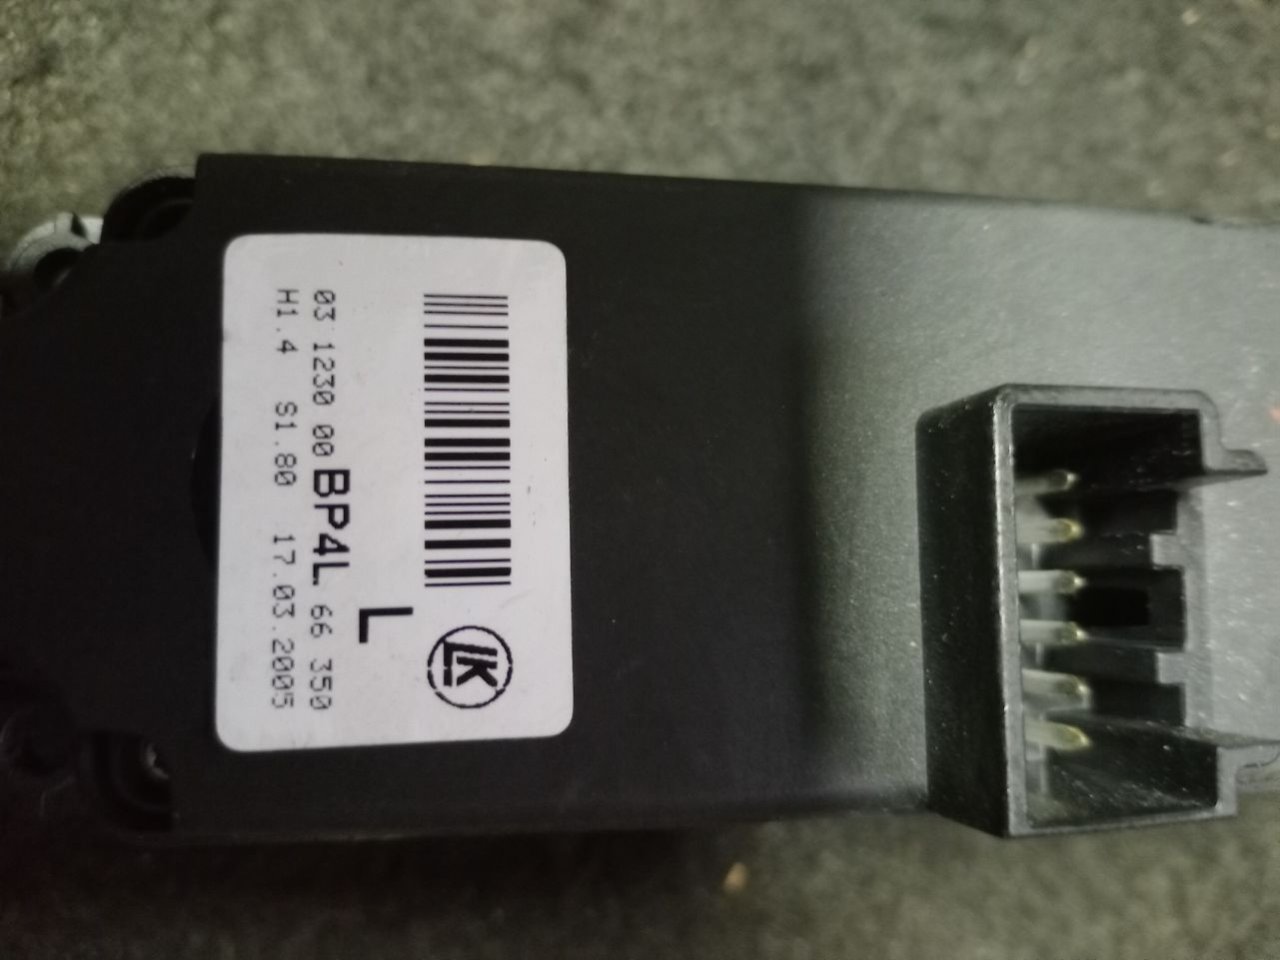 LK
L
03 1230 00 BP4L 66 350
H1.4 S1.80 17.03.2005